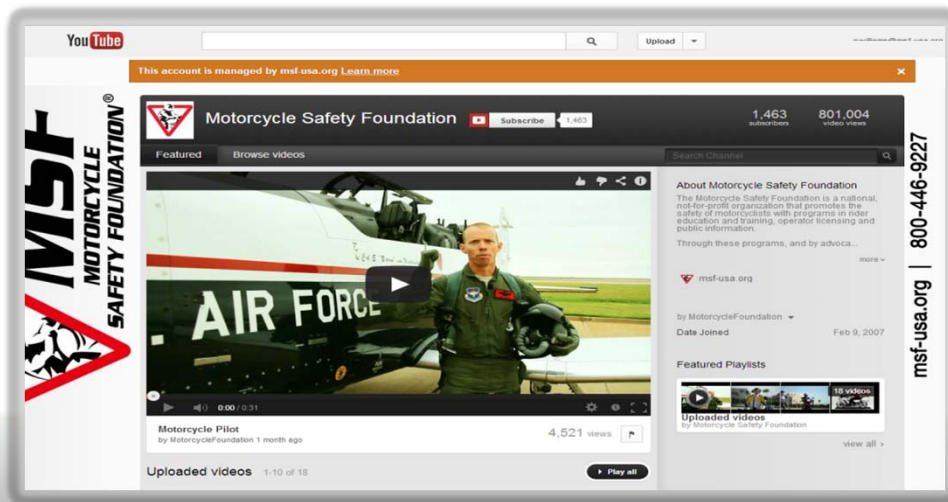 YouTube
Upload
This account is managed by msf-usa.org Learn more
×
MSF
MOTORCYCLE
SAFETY FOUNDATION®
Motorcycle Safety Foundation
Subscribe 1,463
1,463
subscribers
801,004
video views
Featured Browse videos
Search Channel
AIR FORCE
0:00 / 0:31
Motorcycle Pilot
by MotorcycleFoundation 1 month ago
4,521 views
Uploaded videos 1-10 of 18
Play all
About Motorcycle Safety Foundation
The Motorcycle Safety Foundation is a national,
not-for-profit organization that promotes the
safety of motorcyclists with programs in rider
education and training, operator licensing and
public information.
Through these programs, and by advoca...
more
msf-usa.org
by MotorcycleFoundation
Date Joined Feb 9, 2007
Featured Playlists
18 videos
Uploaded videos
by Motorcycle Safety Foundation
view all ›
msf-usa.org | 800-446-9227